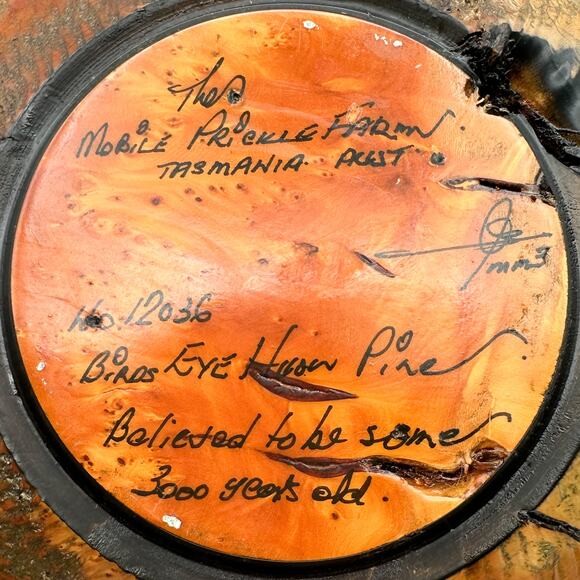 The
MOBILE PRICKLE FARM.
TASMANIA AUST
No. 12036
BIRDS EYE HUON Pine
Believed to be some
3000 years old.